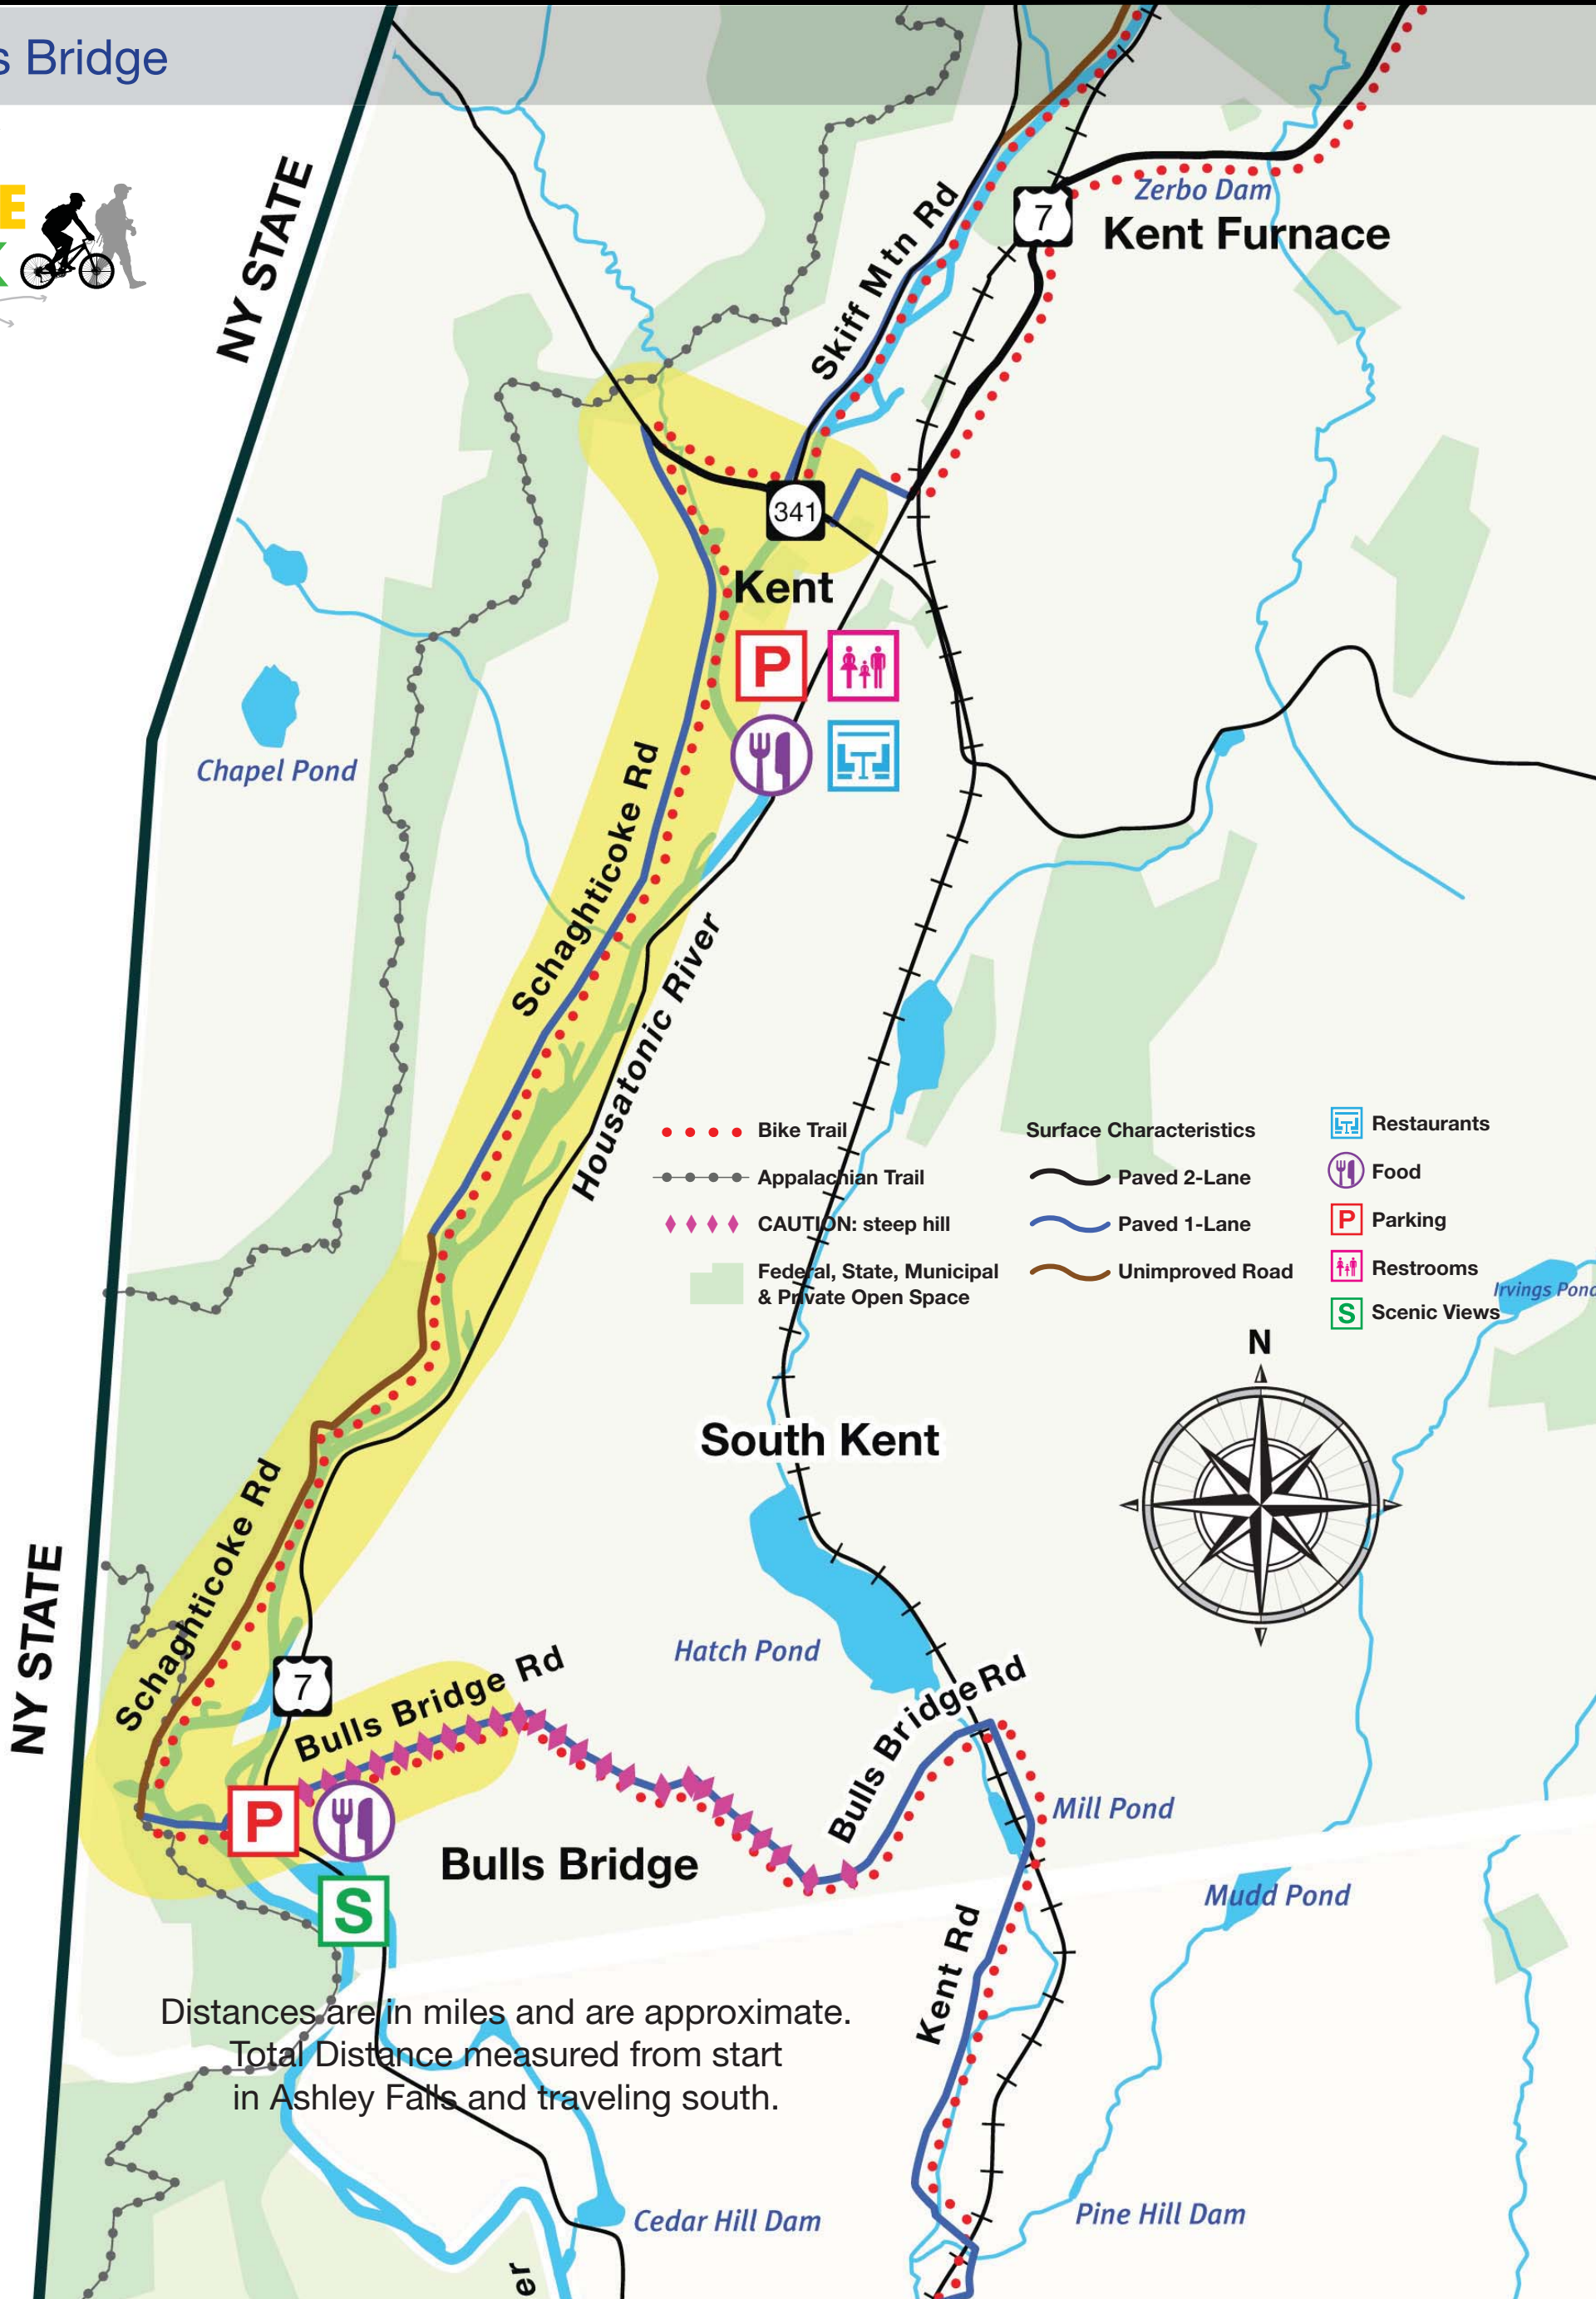 s Bridge
E
NY STATE
Skiff Mtn Rd
7
Zerbo Dam
Kent Furnace
341
Kent
P
Chapel Pond
Schaghticoke Rd
Housatonic River
Bike Trail
Appalachian Trail
CAUTION: steep hill
Federal, State, Municipal
& Private Open Space
Surface Characteristics
Paved 2-Lane
Paved 1-Lane
Unimproved Road
Restaurants
Food
P Parking
Restrooms
S Scenic Views
Irvings Pond
N
South Kent
Schaghticoke Rd
NY STATE
Hatch Pond
7
Bulls Bridge Rd
Bulls Bridge Rd
P
Mill Pond
Bulls Bridge
S
Mudd Pond
Kent Rd
Distances are in miles and are approximate.
Total Distance measured from start
in Ashley Falls and traveling south.
Cedar Hill Dam
Pine Hill Dam
er